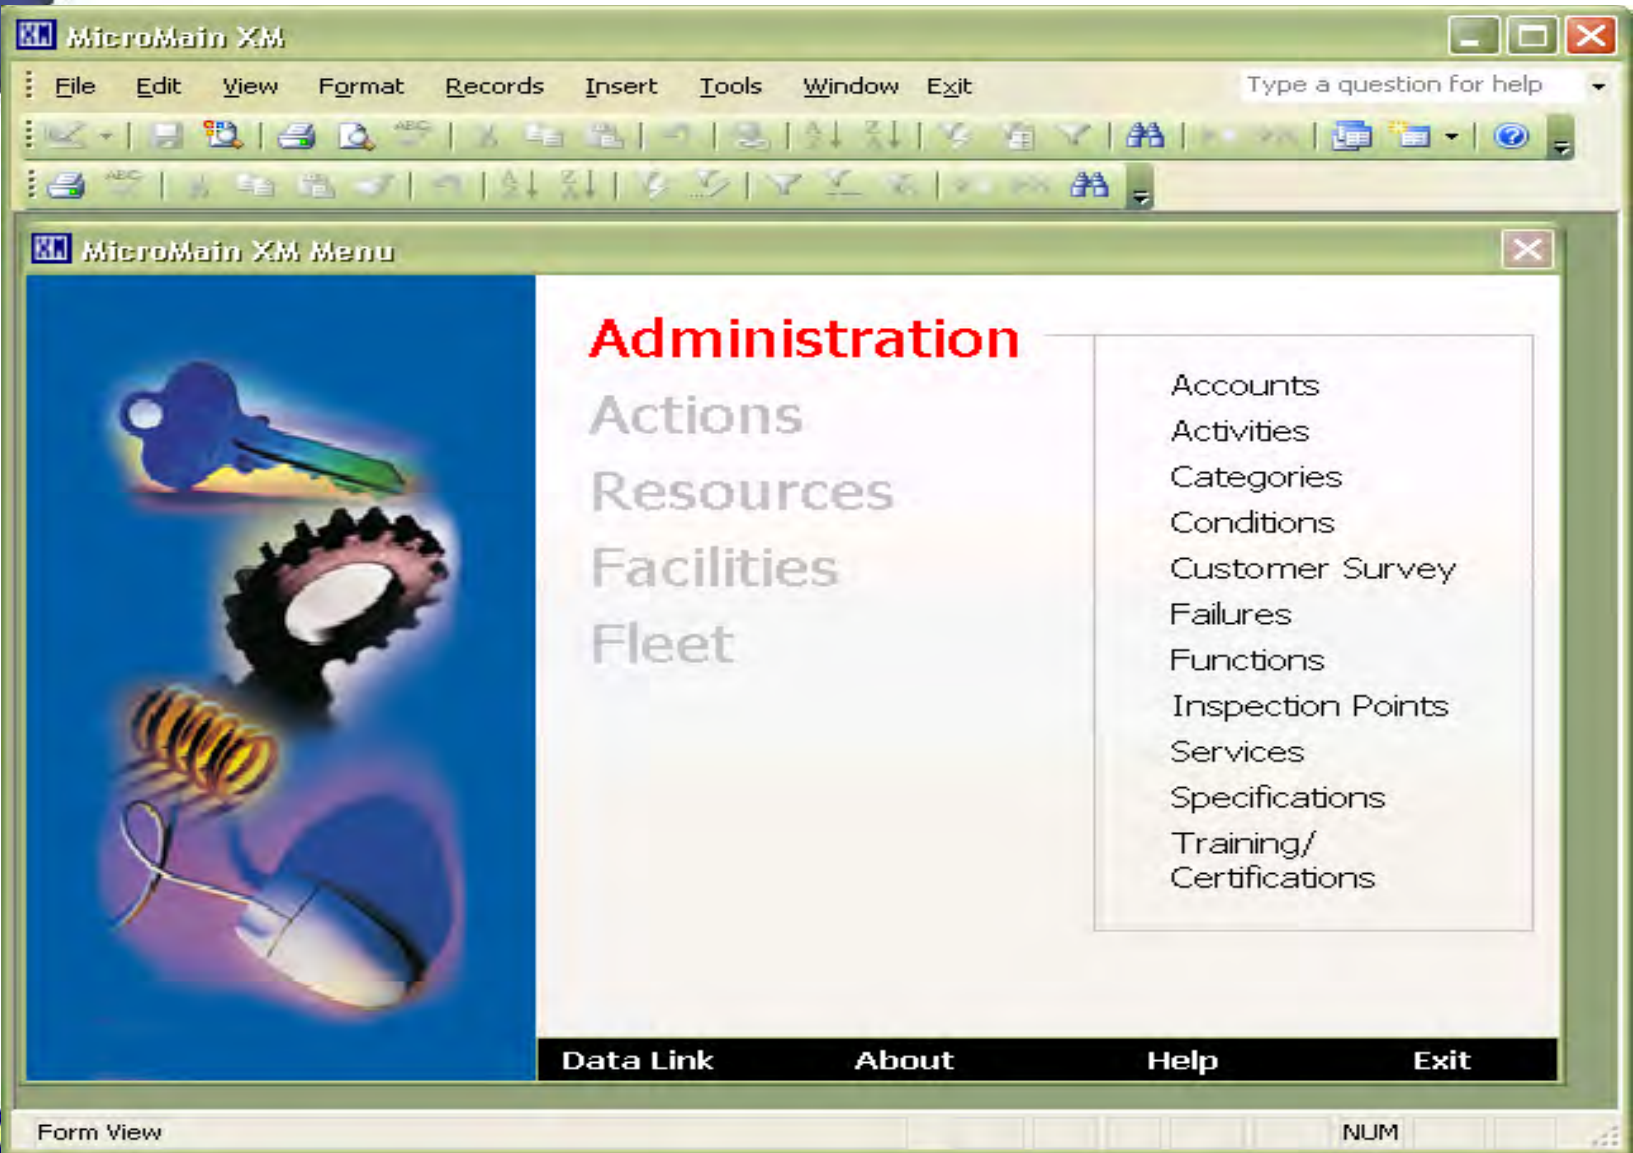 MicroMain XM
File Edit View Format Records Insert Tools Window Exit Type a question for help
MicroMain XM Menu
Administration
Actions
Resources
Facilities
Fleet
Accounts
Activities
Categories
Conditions
Customer Survey
Failures
Functions
Inspection Points
Services
Specifications
Training/
Certifications
Data Link About Help Exit
Form View NUM